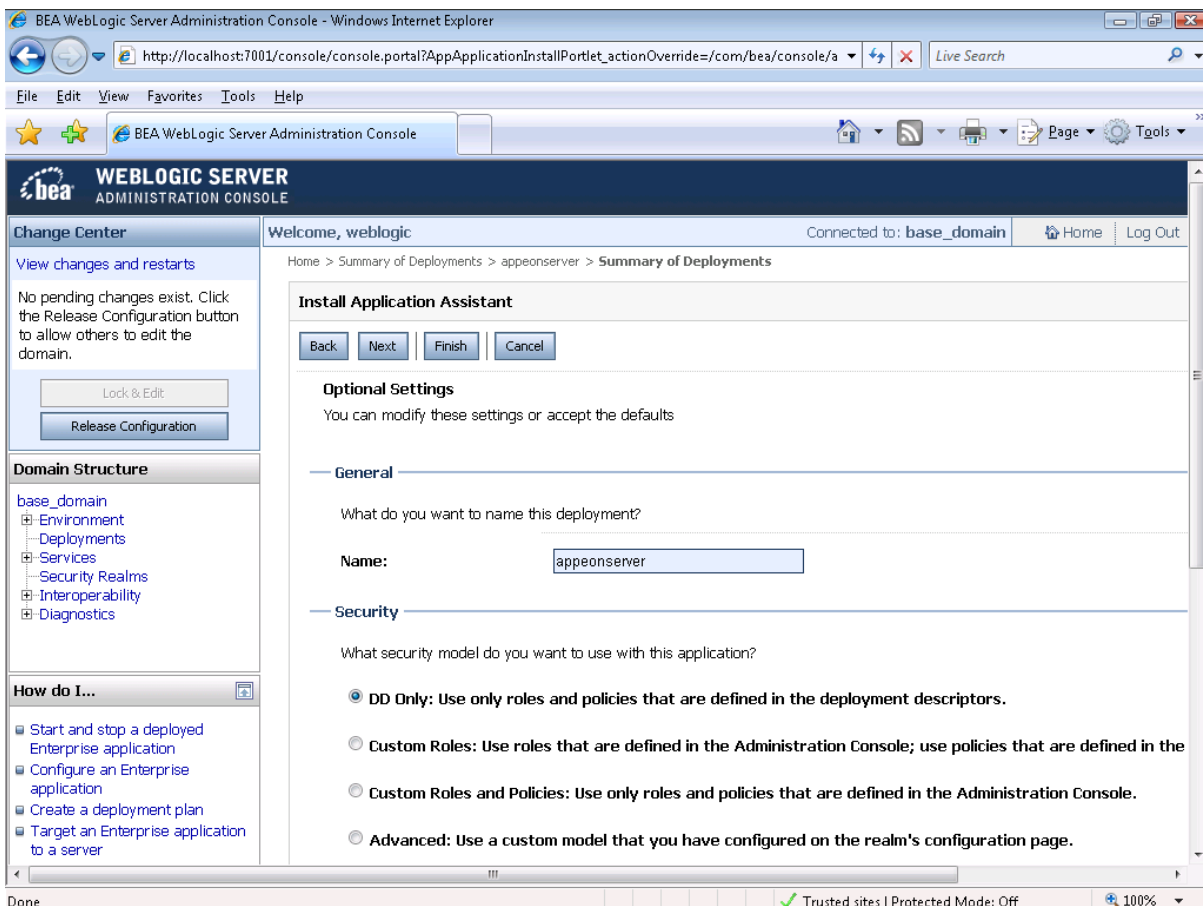 BEA WebLogic Server Administration Console - Windows Internet Explorer
http://localhost:7001/console/console.portal?AppApplicationInstallPortlet_actionOverride=/com/bea/console/a
Live Search
File Edit View Favorites Tools Help
BEA WebLogic Server Administration Console
Page Tools
bea
WEBLOGIC SERVER
ADMINISTRATION CONSOLE
Change Center
View changes and restarts
No pending changes exist. Click
the Release Configuration button
to allow others to edit the
domain.
Lock & Edit
Release Configuration
Domain Structure
base_domain
Environment
Deployments
Services
Security Realms
Interoperability
Diagnostics
How do I...
Start and stop a deployed
Enterprise application
Configure an Enterprise
application
Create a deployment plan
Target an Enterprise application
to a server
Welcome, weblogic
Connected to: base_domain
Home
Log Out
Home > Summary of Deployments > appeonserver > Summary of Deployments
Install Application Assistant
Back Next Finish Cancel
Optional Settings
You can modify these settings or accept the defaults
General
What do you want to name this deployment?
Name: appeonserver
Security
What security model do you want to use with this application?
DD Only: Use only roles and policies that are defined in the deployment descriptors.
Custom Roles: Use roles that are defined in the Administration Console; use policies that are defined in the
Custom Roles and Policies: Use only roles and policies that are defined in the Administration Console.
Advanced: Use a custom model that you have configured on the realm's configuration page.
Done
Trusted sites | Protected Mode: Off
100%